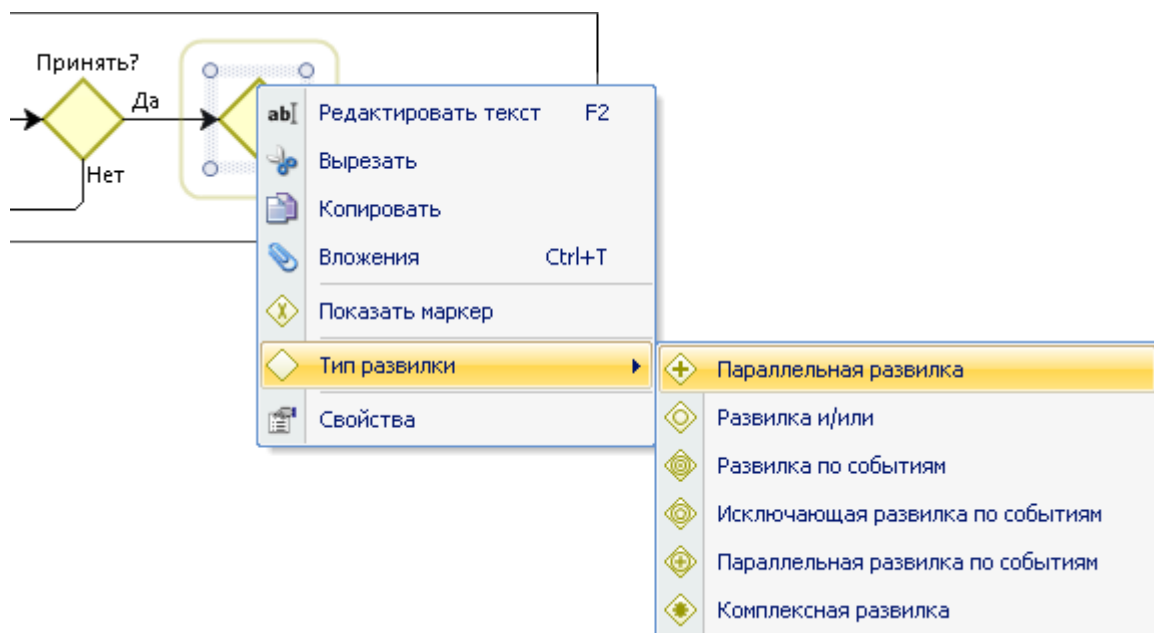 Принять?
Да
Нет
Редактировать текст F2
Вырезать
Копировать
Вложения Ctrl+T
Показать маркер
Тип развилки
Свойства
Параллельная развилка
Развилка и/или
Развилка по событиям
Исключающая развилка по событиям
Параллельная развилка по событиям
Комплексная развилка